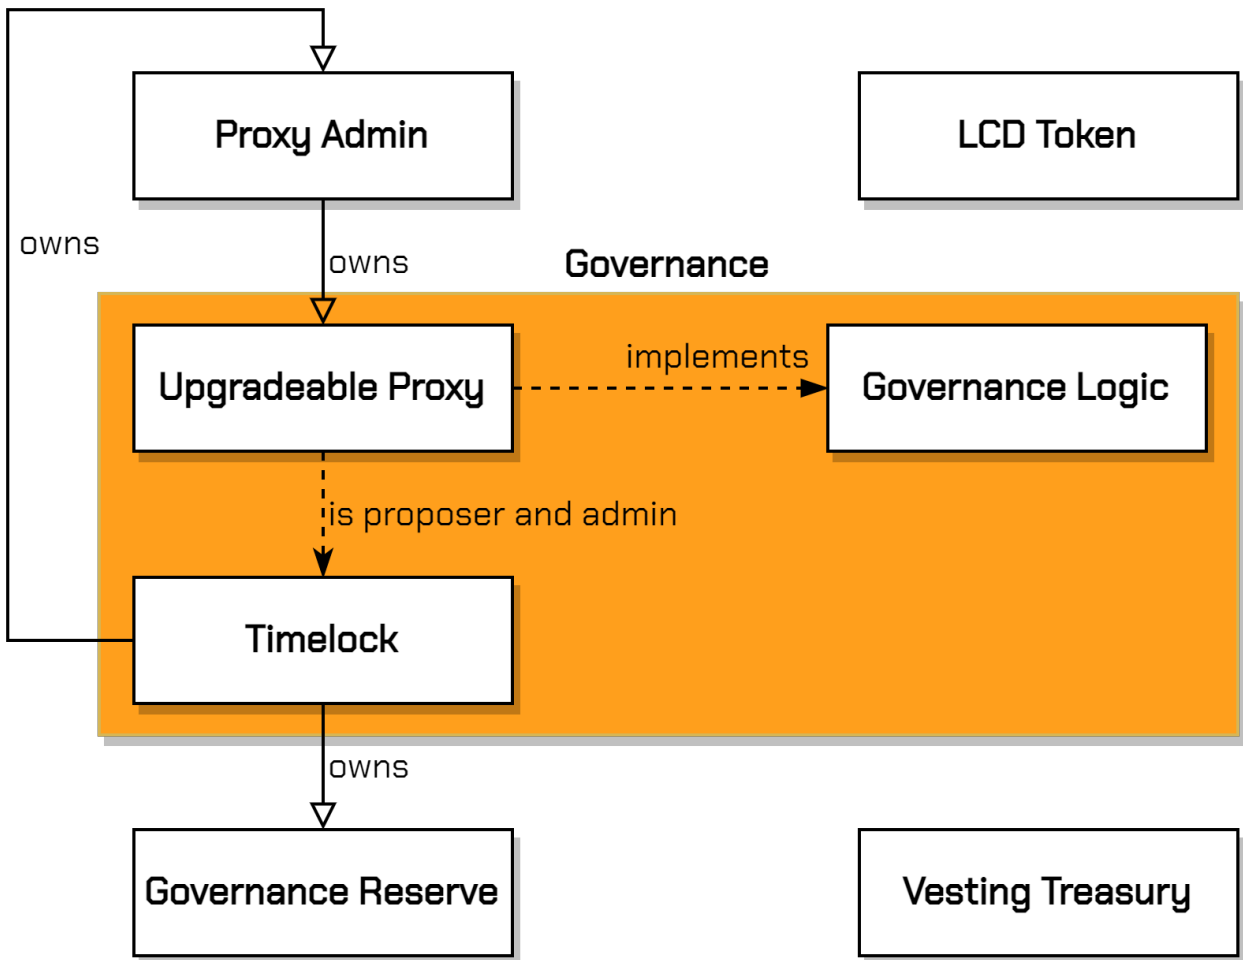 Proxy Admin
LCD Token
owns
owns
Governance
Upgradeable Proxy
implements
Governance Logic
is proposer and admin
Timelock
owns
Governance Reserve
Vesting Treasury